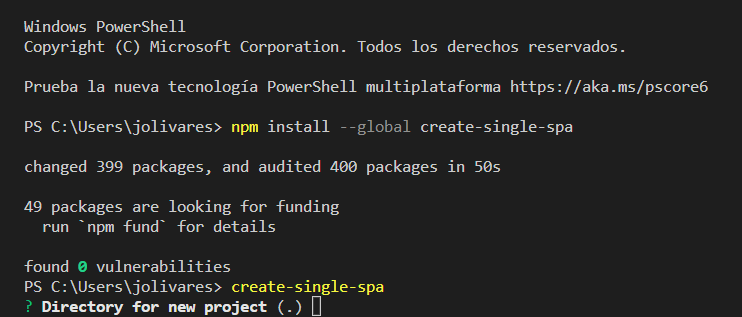 Windows PowerShell
Copyright (C) Microsoft Corporation. Todos los derechos reservados.
Prueba la nueva tecnología PowerShell multiplataforma https://aka.ms/pscore6
PS C:\Users\jolivares> npm install --global create-single-spa
changed 399 packages, and audited 400 packages in 50s
49 packages are looking for funding
  run `npm fund` for details
found 0 vulnerabilities
PS C:\Users\jolivares> create-single-spa
? Directory for new project (.)